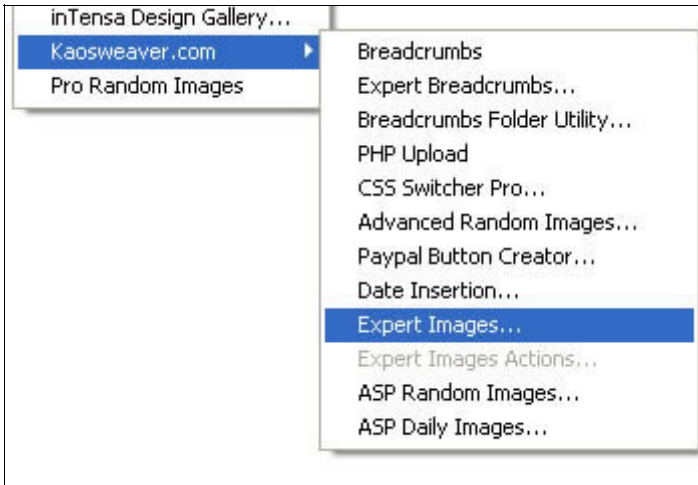 inTensa Design Gallery...
Kaosweaver.com
Pro Random Images
Breadcrumbs
Expert Breadcrumbs...
Breadcrumbs Folder Utility...
PHP Upload
CSS Switcher Pro...
Advanced Random Images...
Paypal Button Creator...
Date Insertion...
Expert Images...
Expert Images Actions...
ASP Random Images...
ASP Daily Images...